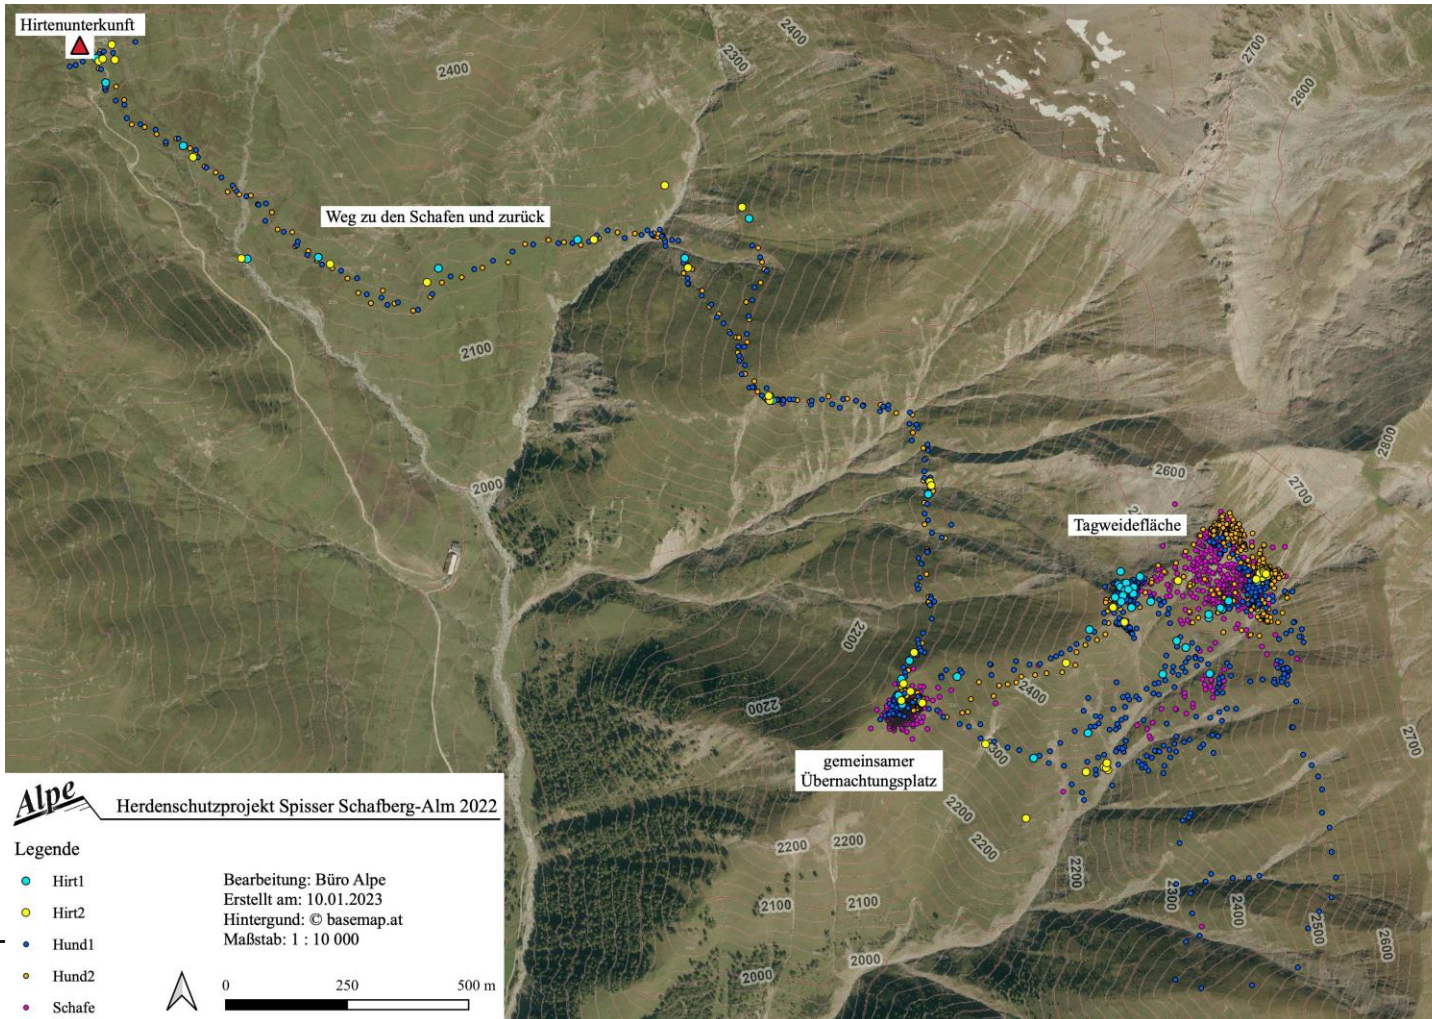 Hirtenunterkunft
2400
2300
2400
2700
2600
Weg zu den Schafen und zurück
2100
2000
2800
2600
2700
Tagweidefläche
2200
2200
2400
2300
2700
gemeinsamer
Übernachtungsplatz
2200
2200
2200
2200
2200
2100
2100
2000
2000
2300
2400
2500
2600
Alpe
Herdenschutzprojekt Spisser Schafberg-Alm 2022
Legende
Hirt1
Hirt2
Hund1
Hund2
Schafe
Bearbeitung: Büro Alpe
Erstellt am: 10.01.2023
Hintergrund: © basemap.at
Maßstab: 1 : 10 000
0
250
500 m